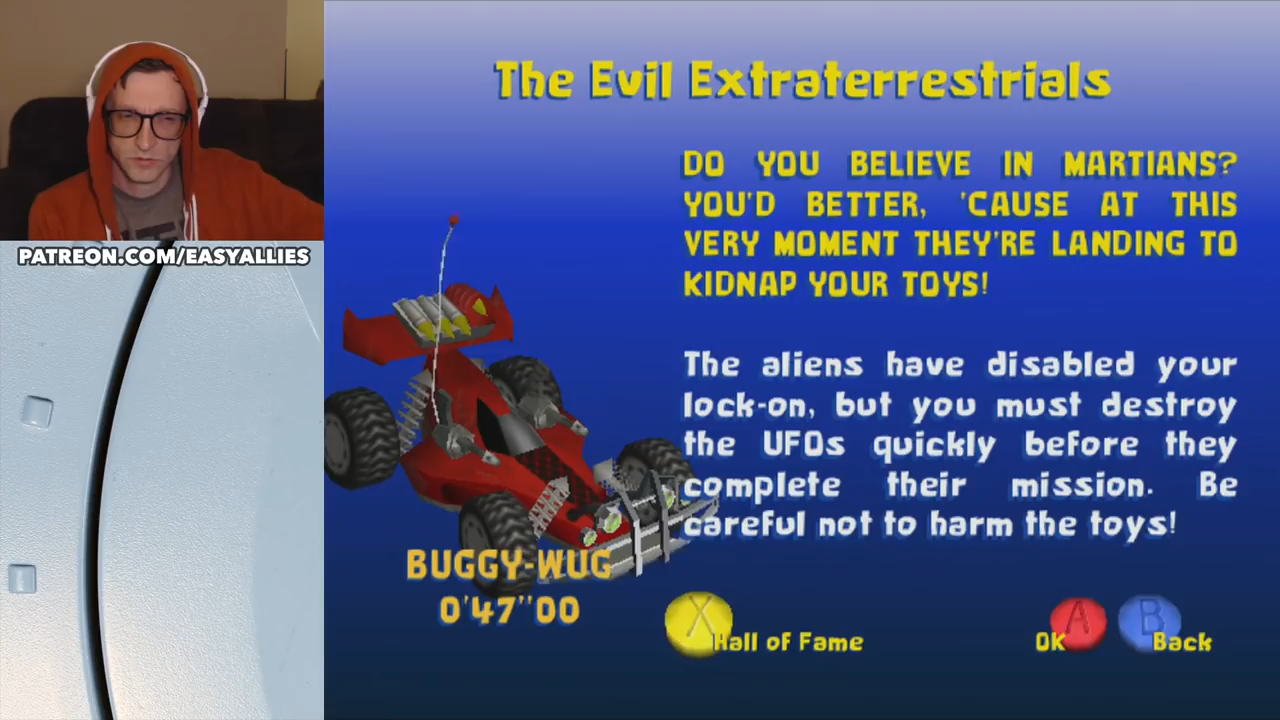 The Evil Extraterrestrials
DO YOU BELIEVE IN MARTIANS?
YOU'D BETTER, 'CAUSE AT THIS
VERY MOMENT THEY'RE LANDING TO
KIDNAP YOUR TOYS!
PATREON.COM/EASYALLIES
The aliens have disabled your
lock-on, but you must destroy
the UFOs quickly before they
complete their mission. Be
careful not to harm the toys!
BUGGY-WUG
0'47"00
X Hall of Fame
OK A B Back